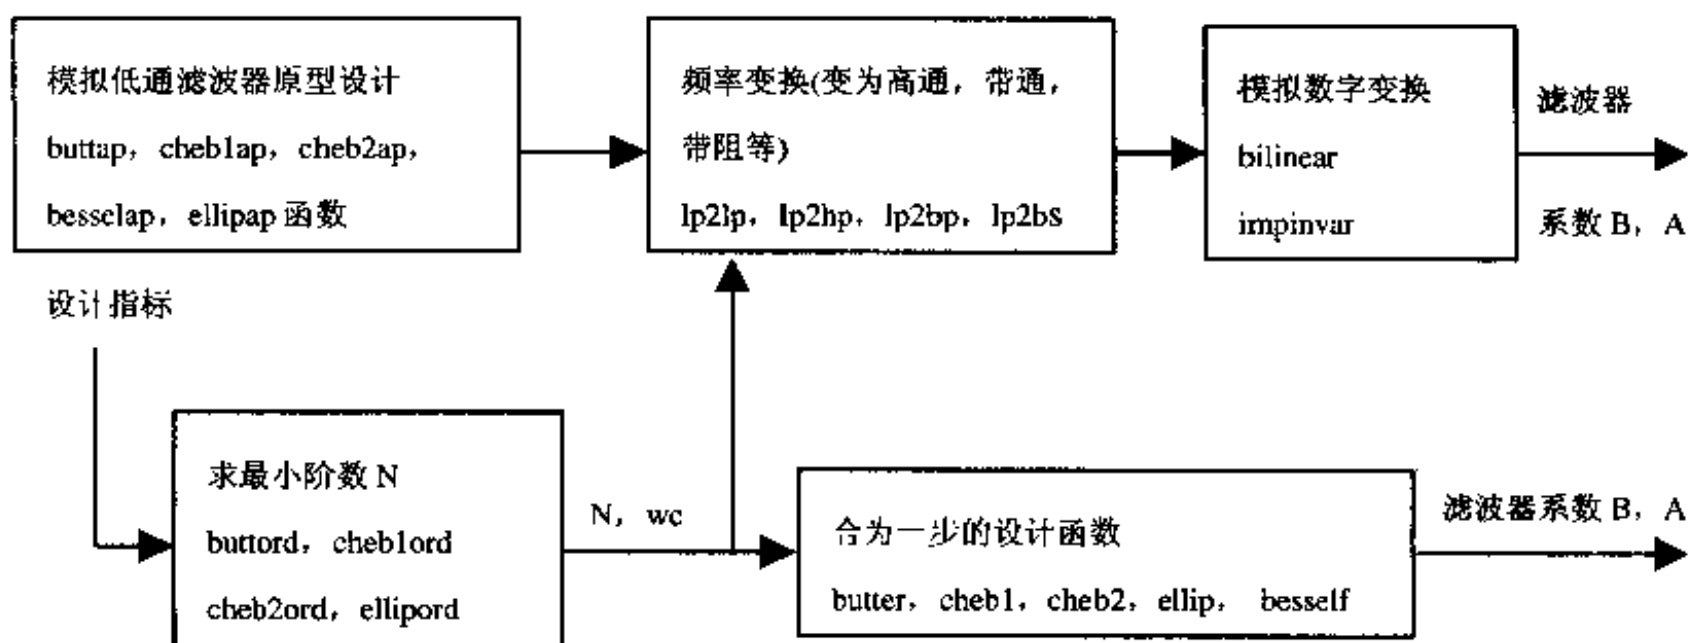 模拟低通滤波器原型设计
buttap，cheb1ap，cheb2ap，
besselap，ellipap 函数
频率变换(变为高通，带通，
带阻等)
lp2lp，lp2hp，lp2bp，lp2bS
模拟数字变换
bilinear
impinvar
滤波器
系数 B，A
设计指标
求最小阶数 N
buttord，cheb1ord
cheb2ord，ellipord
N，wc
合为一步的设计函数
butter，cheb1，cheb2，ellip， besself
滤波器系数 B，A